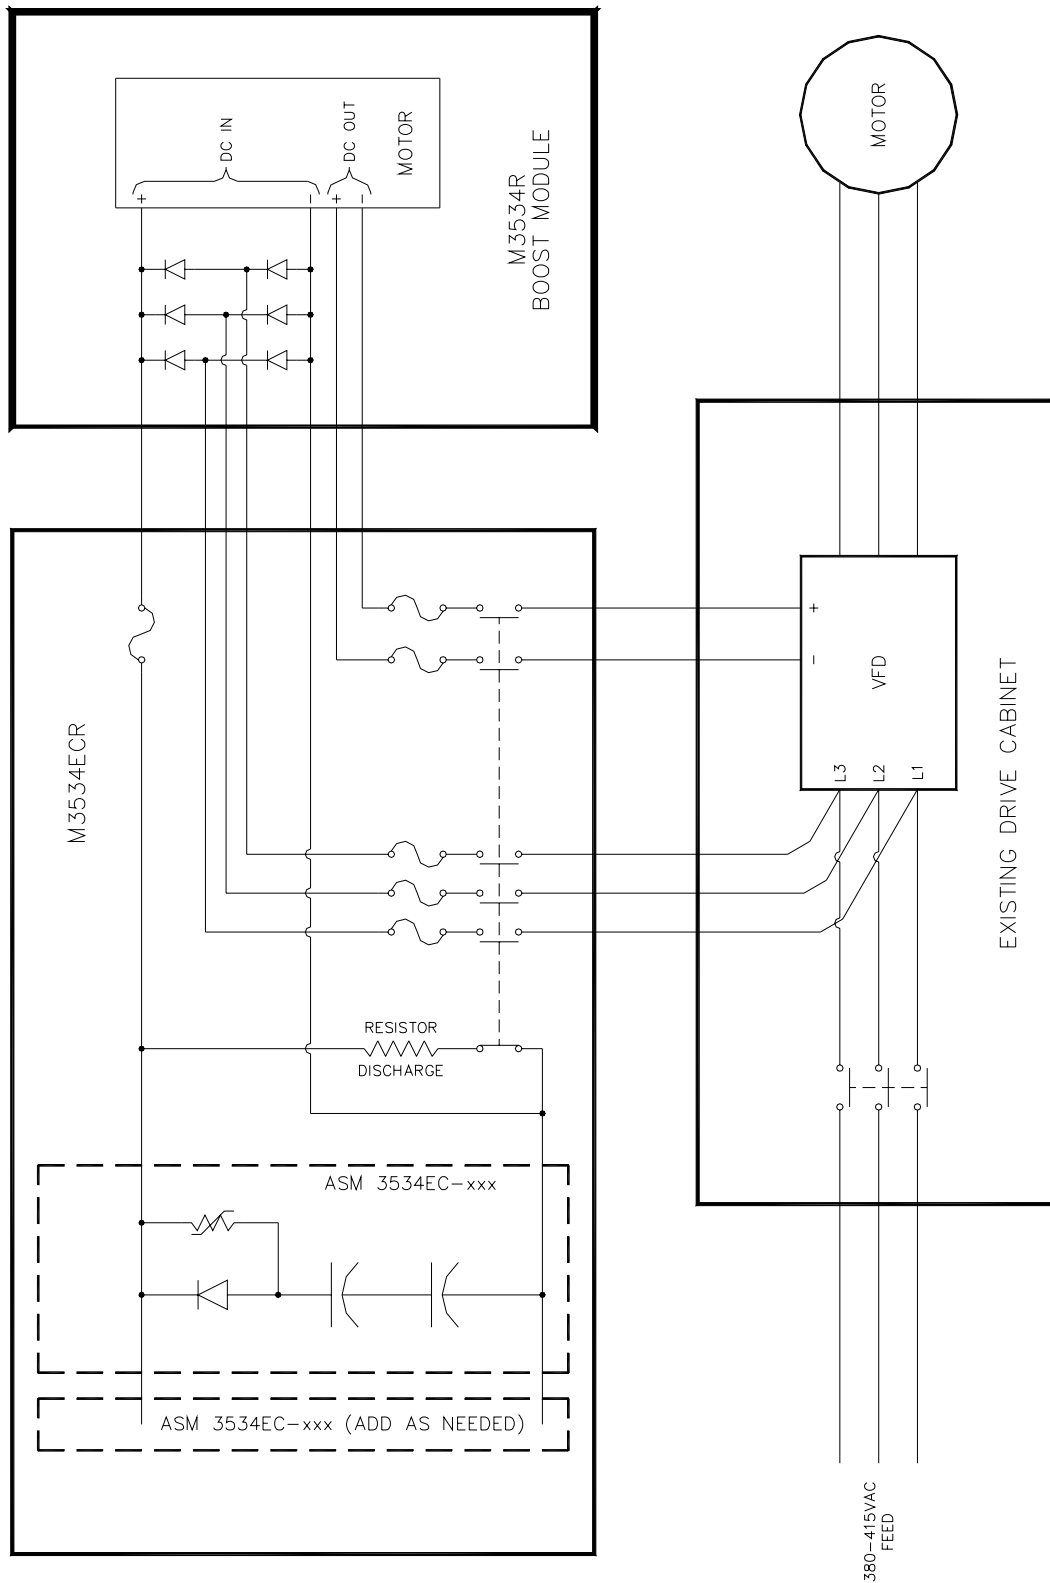 +
DC IN
−
+
DC OUT
−
MOTOR
M3534R
BOOST MODULE
MOTOR
M3534ECR
RESISTOR
DISCHARGE
ASM 3534EC-xxx
ASM 3534EC-xxx (ADD AS NEEDED)
+
−
VFD
L3
L2
L1
EXISTING DRIVE CABINET
380-415VAC
FEED